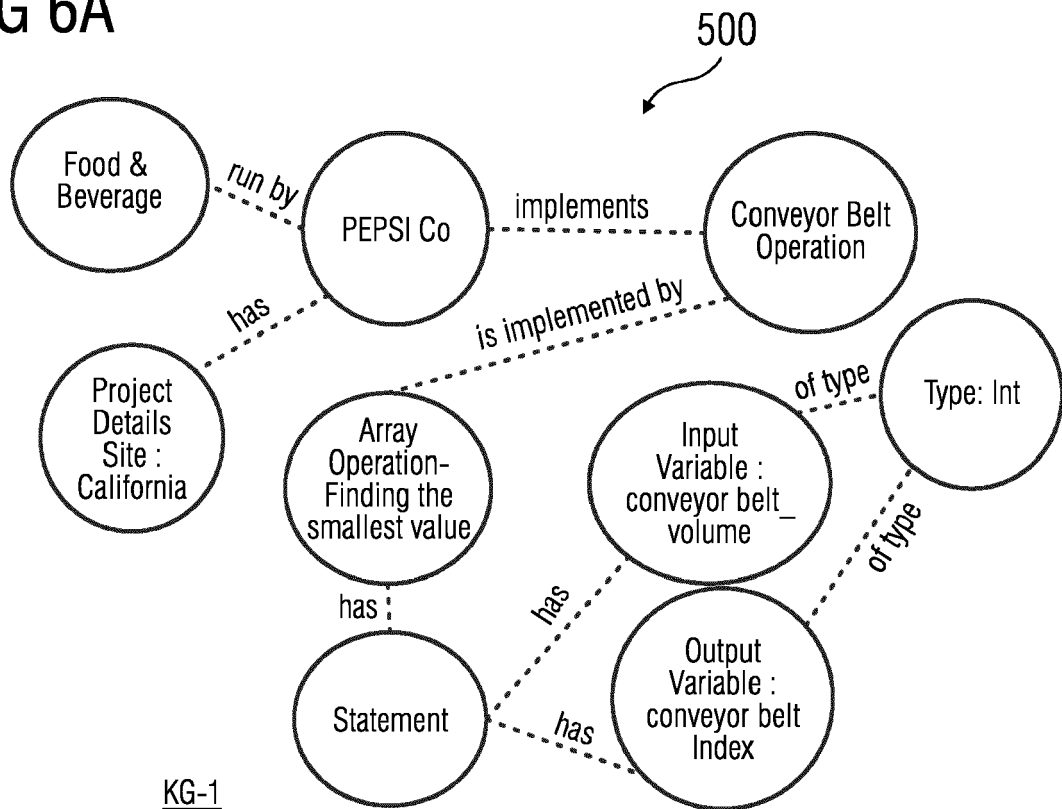 G 6A
500
Food &
Beverage
run by
PEPSI Co
implements
Conveyor Belt
Operation
has
is implemented by
Project
Details
Site :
California
Array
Operation-
Finding the
smallest value
Input
Variable :
conveyor belt_
volume
of type
Type: Int
of type
has
has
Statement
has
Output
Variable :
conveyor belt
Index
KG-1